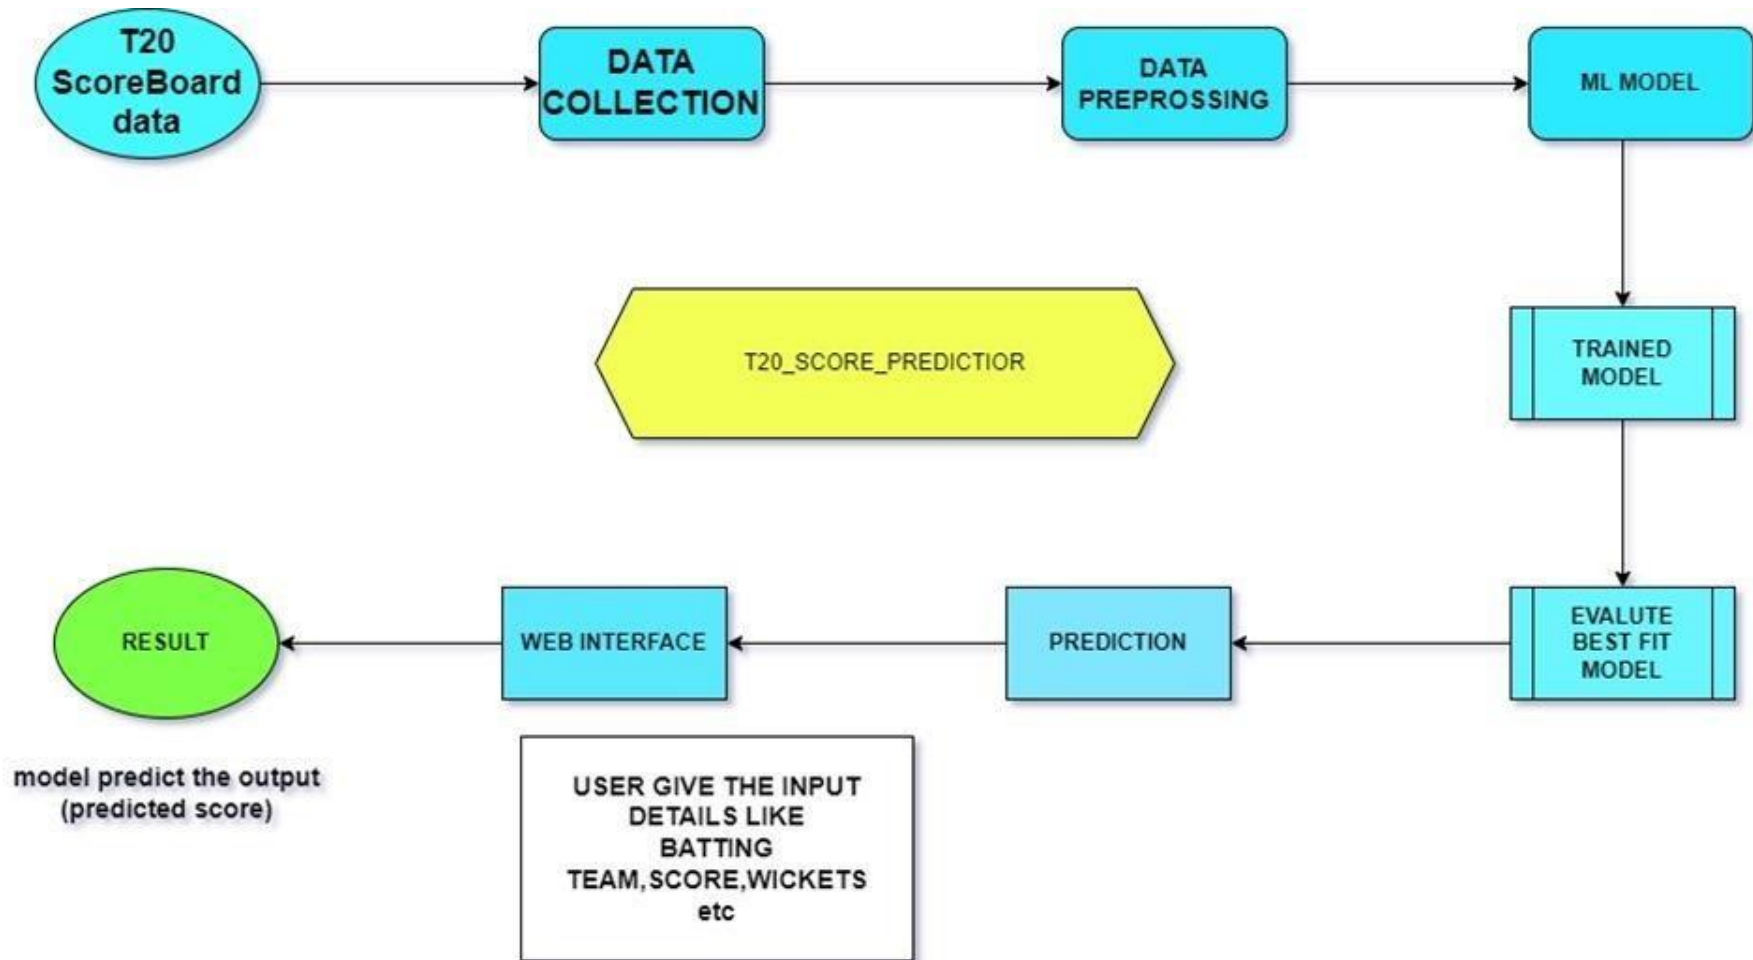 T20
ScoreBoard
data
DATA
COLLECTION
DATA
PREPROSSING
ML MODEL
T20_SCORE_PREDICTIOR
TRAINED
MODEL
RESULT
WEB INTERFACE
PREDICTION
EVALUTE
BEST FIT
MODEL
model predict the output
(predicted score)
USER GIVE THE INPUT
DETAILS LIKE
BATTING
TEAM,SCORE,WICKETS
etc